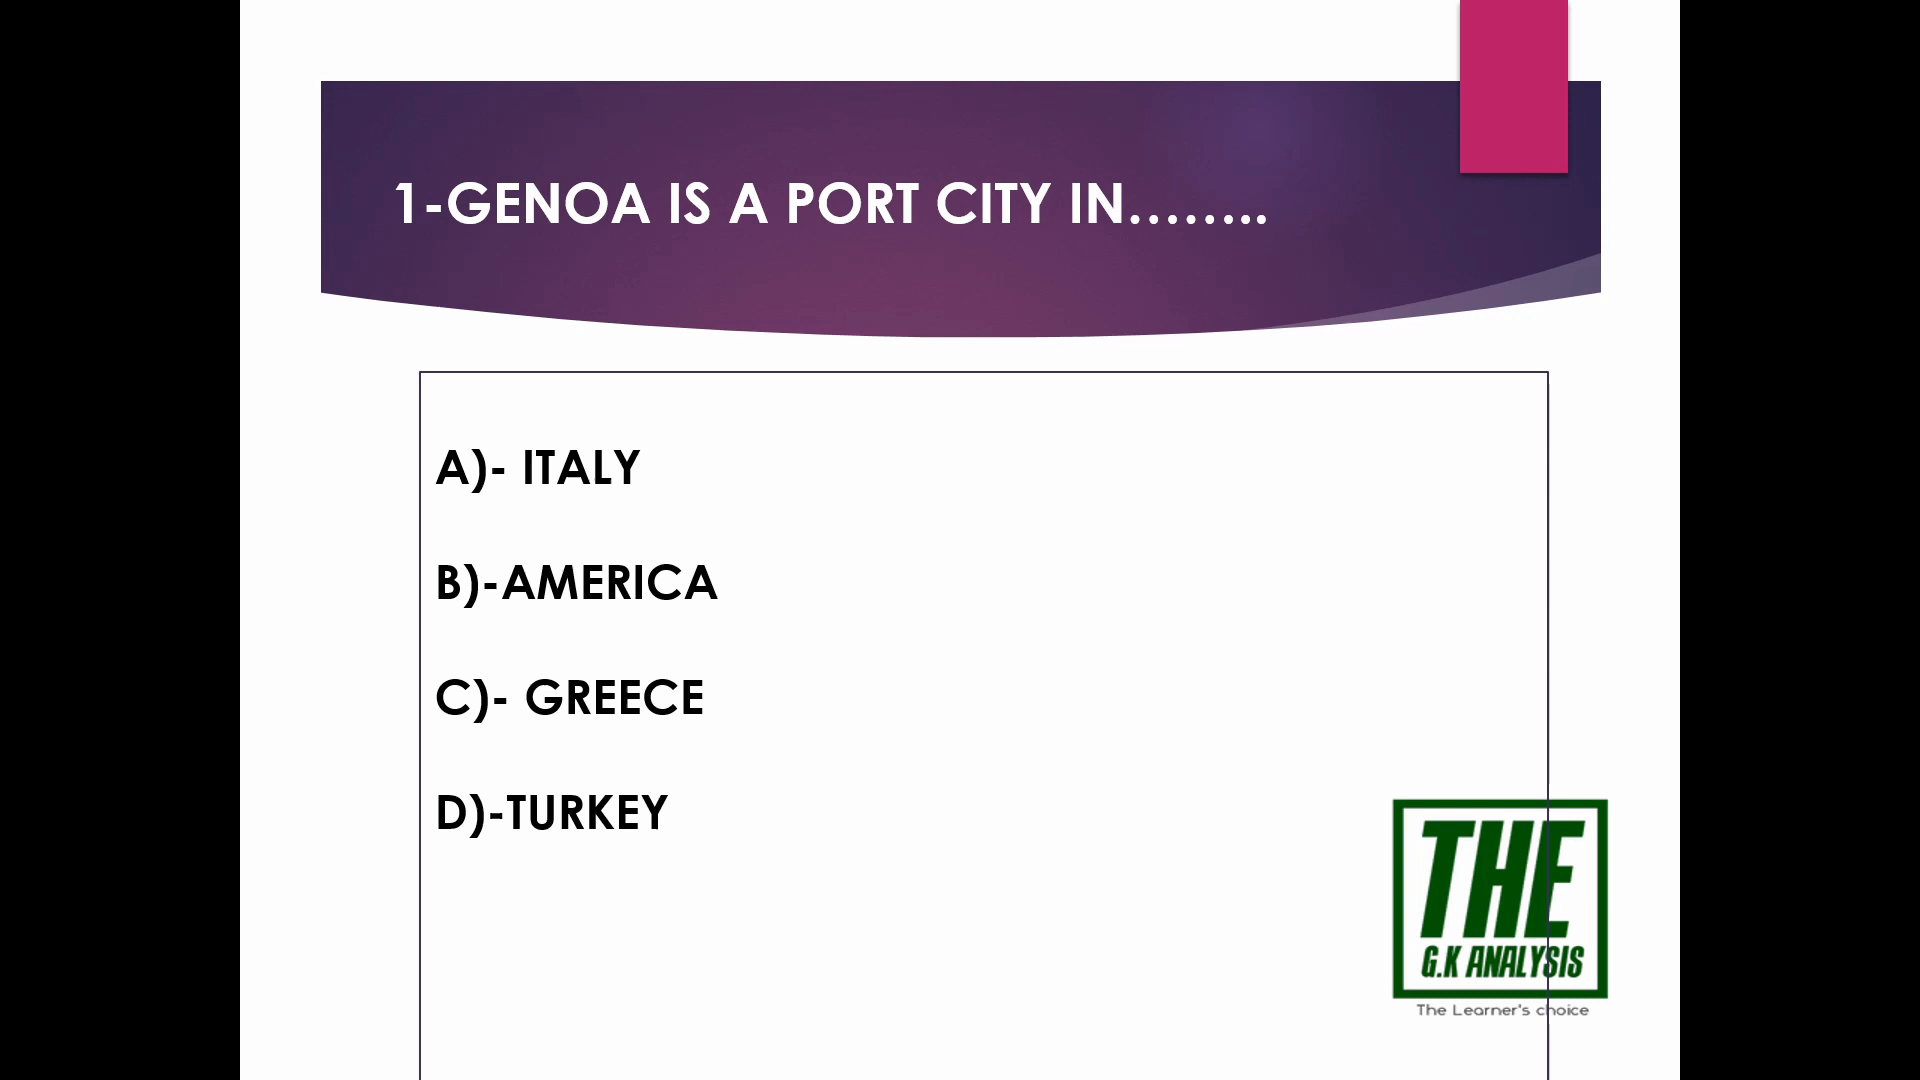 1-GENOA IS A PORT CITY IN……..
A)- ITALY
B)-AMERICA
C)- GREECE
D)-TURKEY
THE
G.K ANALYSIS
The Learner's choice